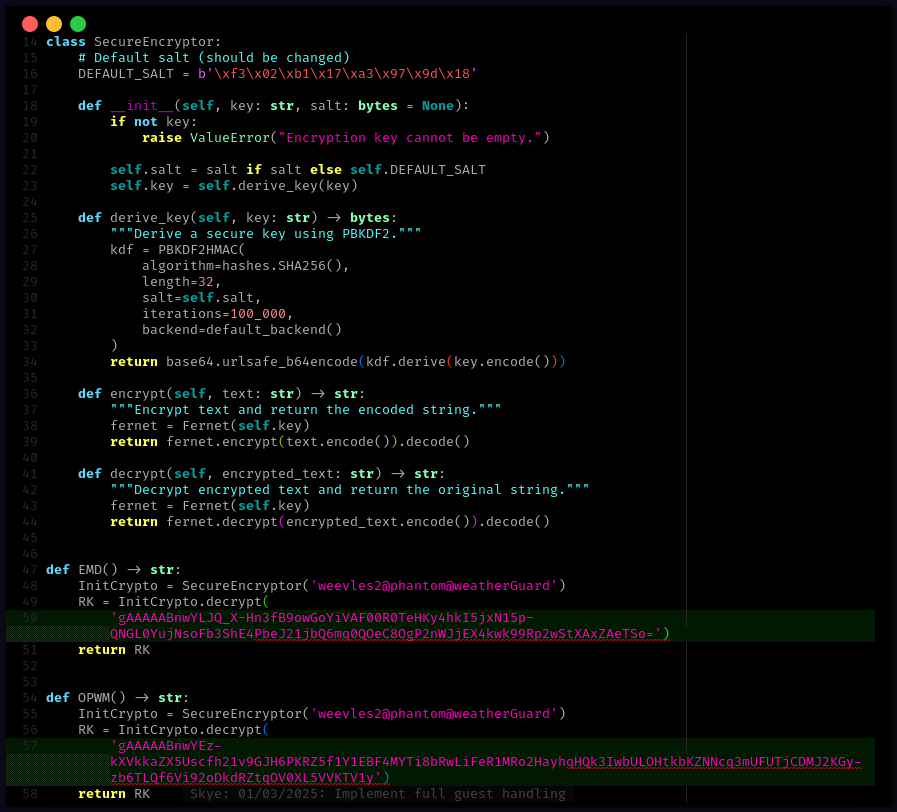 14 class SecureEncryptor:
15     # Default salt (should be changed)
16     DEFAULT_SALT = b'\xf3\x02\xb1\x17\xa3\x97\x9d\x18'
17
18     def __init__(self, key: str, salt: bytes = None):
19         if not key:
20             raise ValueError("Encryption key cannot be empty.")
21
22         self.salt = salt if salt else self.DEFAULT_SALT
23         self.key = self.derive_key(key)
24
25     def derive_key(self, key: str) → bytes:
26         """Derive a secure key using PBKDF2."""
27         kdf = PBKDF2HMAC(
28             algorithm=hashes.SHA256(),
29             length=32,
30             salt=self.salt,
31             iterations=100_000,
32             backend=default_backend()
33         )
34         return base64.urlsafe_b64encode(kdf.derive(key.encode()))
35
36     def encrypt(self, text: str) → str:
37         """Encrypt text and return the encoded string."""
38         fernet = Fernet(self.key)
39         return fernet.encrypt(text.encode()).decode()
40
41     def decrypt(self, encrypted_text: str) → str:
42         """Decrypt encrypted text and return the original string."""
43         fernet = Fernet(self.key)
44         return fernet.decrypt(encrypted_text.encode()).decode()
45
46
47 def EMD() → str:
48     InitCrypto = SecureEncryptor('weevles2@phantom@weatherGuard')
49     RK = InitCrypto.decrypt(
50         'gAAAAABnwYLJQ_X-Hn3fB9owGoYiVAF00R0TeHKy4hkI5jxN15p-
QNGL0YujNsoFb3ShE4PbeJ21jbQ6mq0QOeC8OgP2nWJjEX4kwk99Rp2wStXAxZAeTSo=')
51     return RK
52
53
54 def OPWM() → str:
55     InitCrypto = SecureEncryptor('weevles2@phantom@weatherGuard')
56     RK = InitCrypto.decrypt(
57         'gAAAAABnwYEz-
kXVkkaZX5Uscfh21v9GJH6PKRZ5f1Y1EBF4MYTi8bRwLiFeR1MRo2HayhqHQk3IwbULOHtkbKZNNcq3mUFUTjCDMJ2KGy-
zb6TLQf6Vi92oDkdRZtqOV0XL5VVKTV1y')
58     return RK     Skye: 01/03/2025: Implement full guest handling